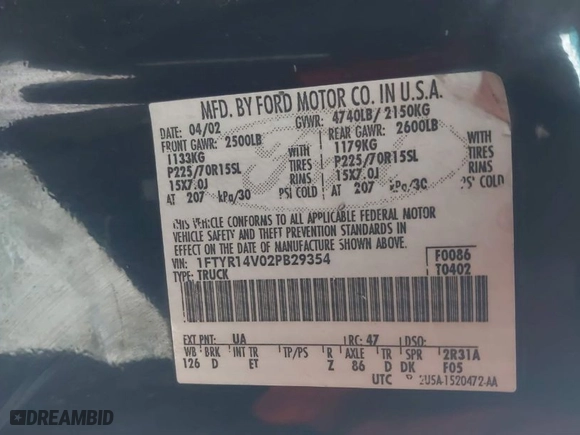 MFD. BY FORD MOTOR CO. IN U.S.A.
DATE: 04/02 GVWR: 4740LB/ 2150KG
FRONT GAWR: 2500LB REAR GAWR: 2600LB
1133KG WITH 1179KG WITH
P225/70R15SL TIRES P225/70R15SL TIRES
15X7.0J RIMS 15X7.0J RIMS
AT 207 kPa/30 PSI COLD AT 207 kPa/30 PSI COLD
THIS VEHICLE CONFORMS TO ALL APPLICABLE FEDERAL MOTOR
VEHICLE SAFETY AND THEFT PREVENTION STANDARDS IN
EFFECT ON THE DATE OF MANUFACTURE SHOWN ABOVE.
VIN: 1FTYR14V02PB29354 F0086
TYPE: TRUCK T0402
EXT PNT: UA RC: 47 DSO:
WB BRK INT TR TP/PS R AXLE TR SPR 2R31A
126 D ET Z 86 D DK F05
UTC 2USA-1520472-AA
DREAMBID